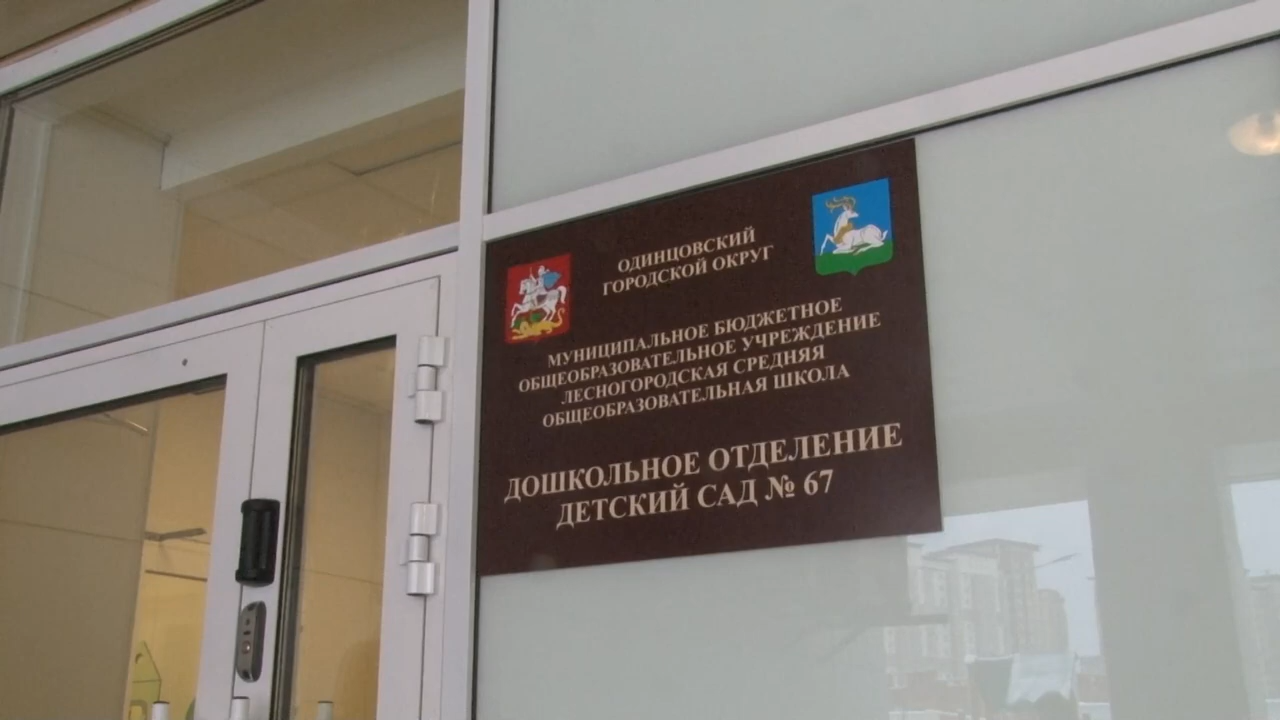 ОДИНЦОВСКИЙ
ГОРОДСКОЙ ОКРУГ
МУНИЦИПАЛЬНОЕ БЮДЖЕТНОЕ
ОБЩЕОБРАЗОВАТЕЛЬНОЕ УЧРЕЖДЕНИЕ
ЛЕСНОГОРОДСКАЯ СРЕДНЯЯ
ОБЩЕОБРАЗОВАТЕЛЬНАЯ ШКОЛА
ДОШКОЛЬНОЕ ОТДЕЛЕНИЕ
ДЕТСКИЙ САД № 67